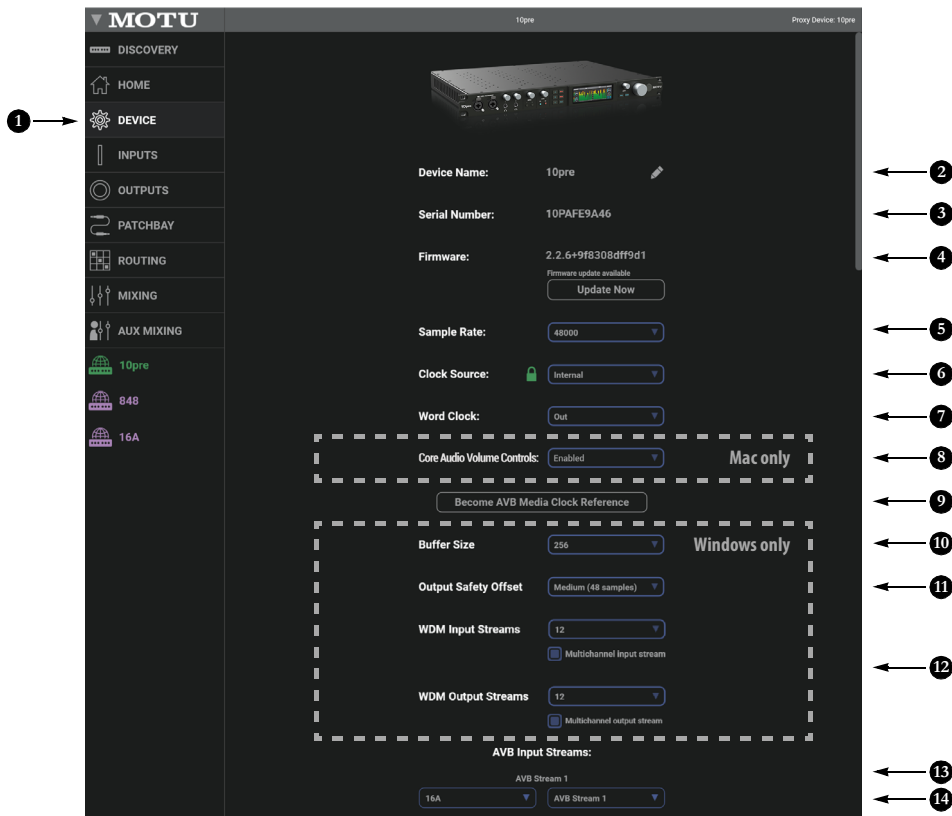 MOTU
10pre
Proxy Device: 10pre
DISCOVERY
HOME
1
DEVICE
INPUTS
OUTPUTS
PATCHBAY
ROUTING
MIXING
AUX MIXING
10pre
848
16A
Device Name: 10pre
2
Serial Number: 10PAFE9A46
3
Firmware: 2.2.6+9f8308dff9d1
4
Firmware update available
Update Now
Sample Rate: 48000
5
Clock Source: Internal
6
Word Clock: Out
7
Core Audio Volume Controls: Enabled Mac only
8
Become AVB Media Clock Reference
9
Buffer Size 256 Windows only
10
Output Safety Offset Medium (48 samples)
11
WDM Input Streams 12
Multichannel input stream
12
WDM Output Streams 12
Multichannel output stream
AVB Input Streams:
AVB Stream 1
13
16A AVB Stream 1
14